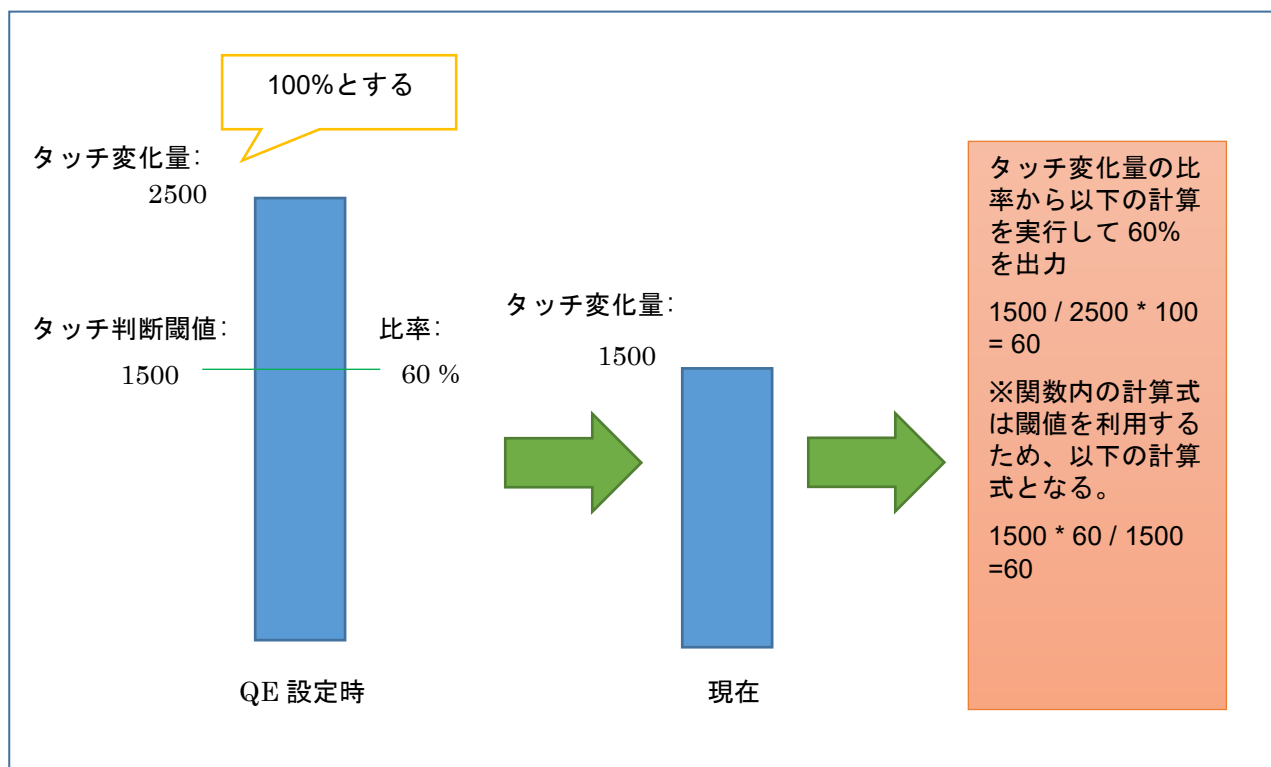 100%とする
タッチ変化量:
2500
タッチ判断閾値:
1500
比率:
60 %
QE 設定時
タッチ変化量:
1500
現在
タッチ変化量の比
率から以下の計算
を実行して 60%
を出力
1500 / 2500 * 100
= 60
※関数内の計算式
は閾値を利用する
ため、以下の計算
式となる。
1500 * 60 / 1500
=60